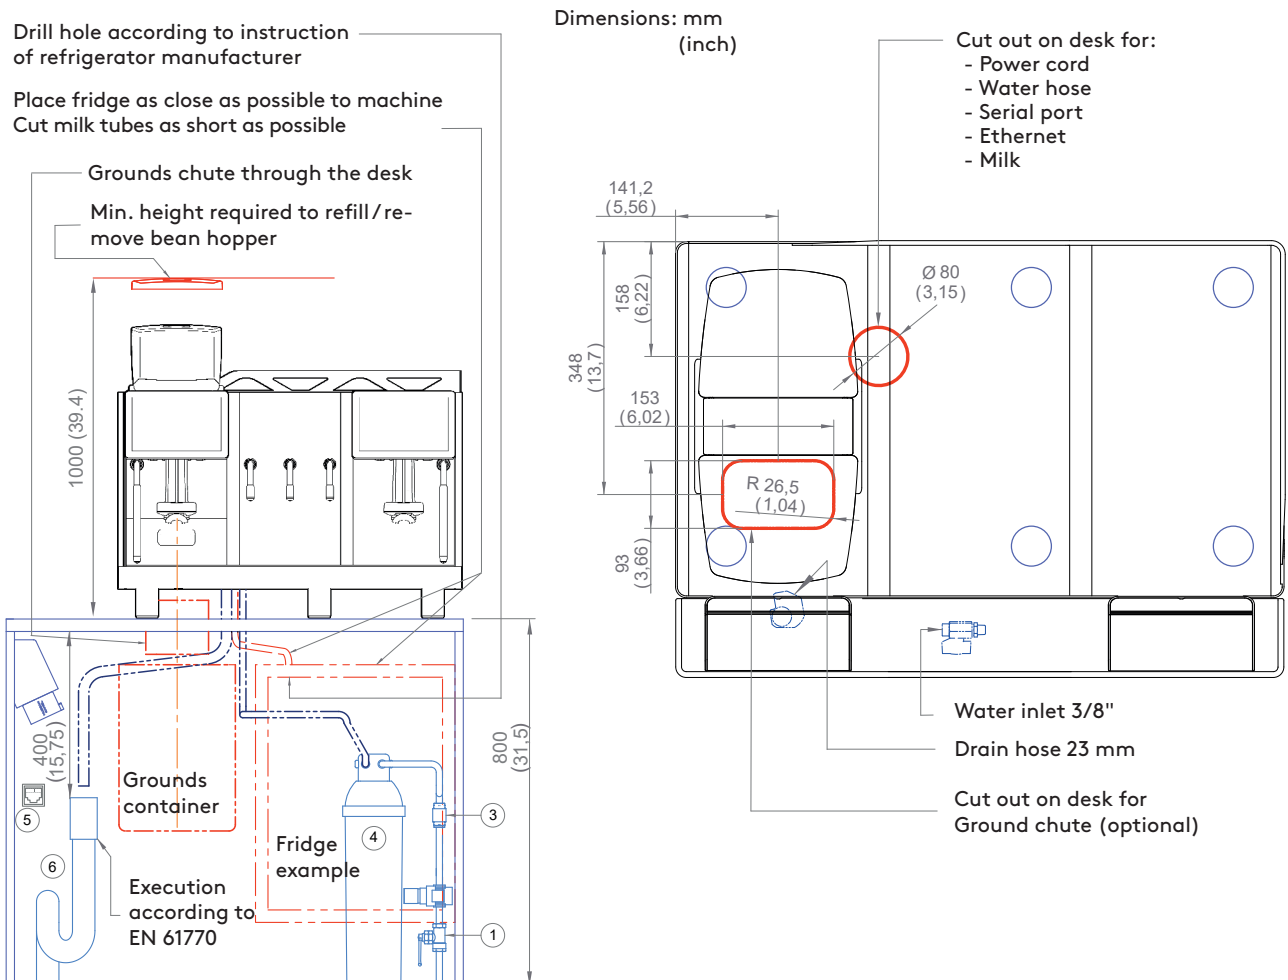 Drill hole according to instruction
of refrigerator manufacturer
Place fridge as close as possible to machine
Cut milk tubes as short as possible
Grounds chute through the desk
Min. height required to refill/re-
move bean hopper
1000 (39.4)
400
(15,75)
800
(31.5)
Grounds
container
Fridge
example
5
6
4
3
1
Execution
according to
EN 61770
Dimensions: mm
(inch)
Cut out on desk for:
- Power cord
- Water hose
- Serial port
- Ethernet
- Milk
141,2
(5,56)
158
(6,22)
Ø 80
(3,15)
348
(13,7)
153
(6,02)
R 26,5
(1,04)
93
(3,66)
Water inlet 3/8"
Drain hose 23 mm
Cut out on desk for
Ground chute (optional)